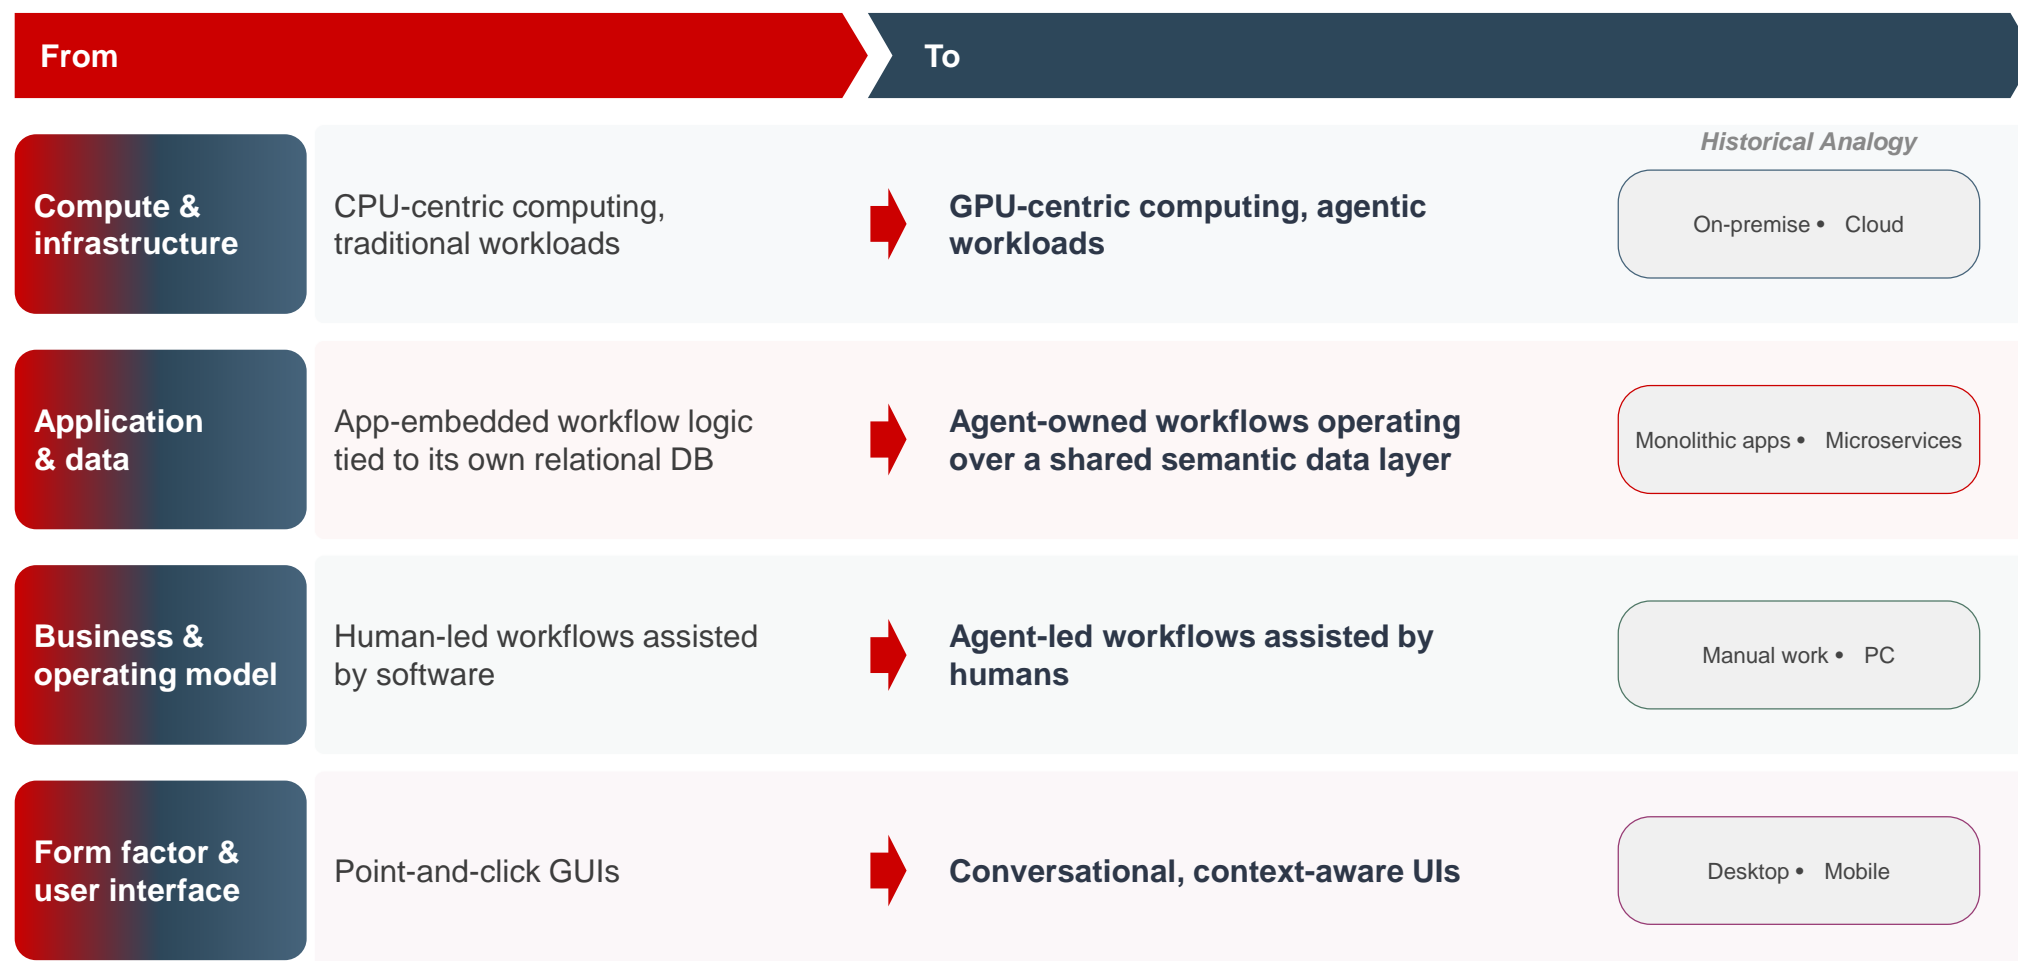 From
To
Historical Analogy
Compute &
infrastructure
CPU-centric computing,
traditional workloads
GPU-centric computing, agentic
workloads
On-premise • Cloud
Application
& data
App-embedded workflow logic
tied to its own relational DB
Agent-owned workflows operating
over a shared semantic data layer
Monolithic apps • Microservices
Business &
operating model
Human-led workflows assisted
by software
Agent-led workflows assisted by
humans
Manual work • PC
Form factor &
user interface
Point-and-click GUIs
Conversational, context-aware UIs
Desktop • Mobile